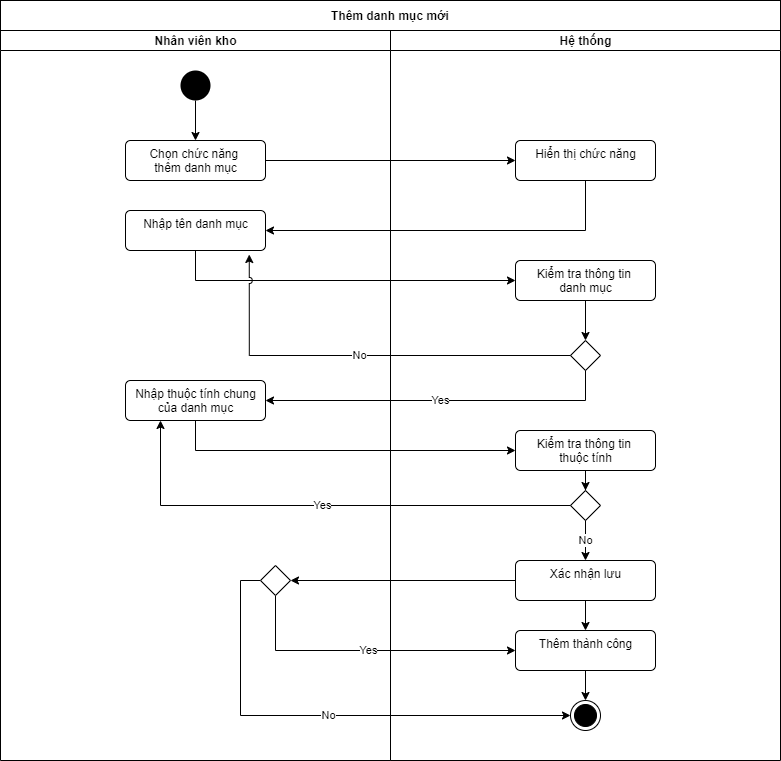 Thêm danh mục mới
Nhân viên kho
Hệ thống
Chọn chức năng
thêm danh mục
Hiển thị chức năng
Nhập tên danh mục
Kiểm tra thông tin
danh mục
No
Nhập thuộc tính chung
của danh mục
Yes
Kiểm tra thông tin
thuộc tính
Yes
No
Xác nhận lưu
Thêm thành công
Yes
No